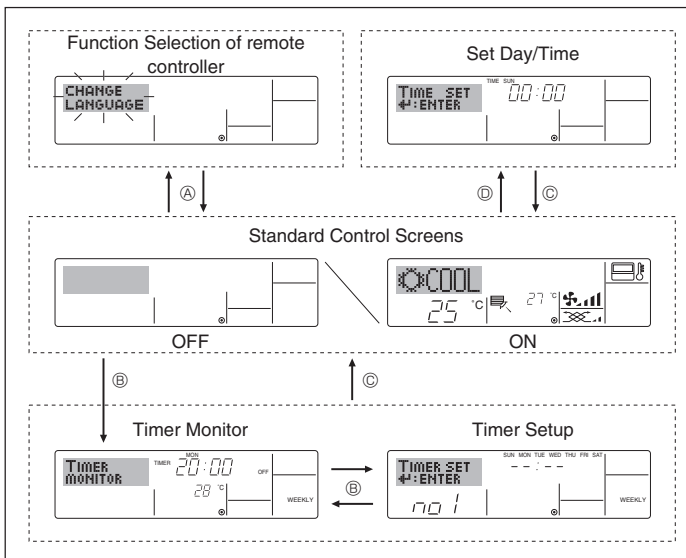 Function Selection of remote
controller
CHANGE
LANGUAGE
Set Day/Time
TIME SUN
TIME SET
↵:ENTER
00:00
Ⓐ
Ⓓ
Ⓒ
Standard Control Screens
COOL
25 °C
27 °C
OFF
ON
Ⓑ
Ⓒ
Timer Monitor
TIMER
MONITOR
TIMER
MON
20:00
OFF
28 °C
WEEKLY
Ⓑ
Timer Setup
SUN MON TUE WED THU FRI SAT
TIMER SET
↵:ENTER
--:--
no 1
WEEKLY